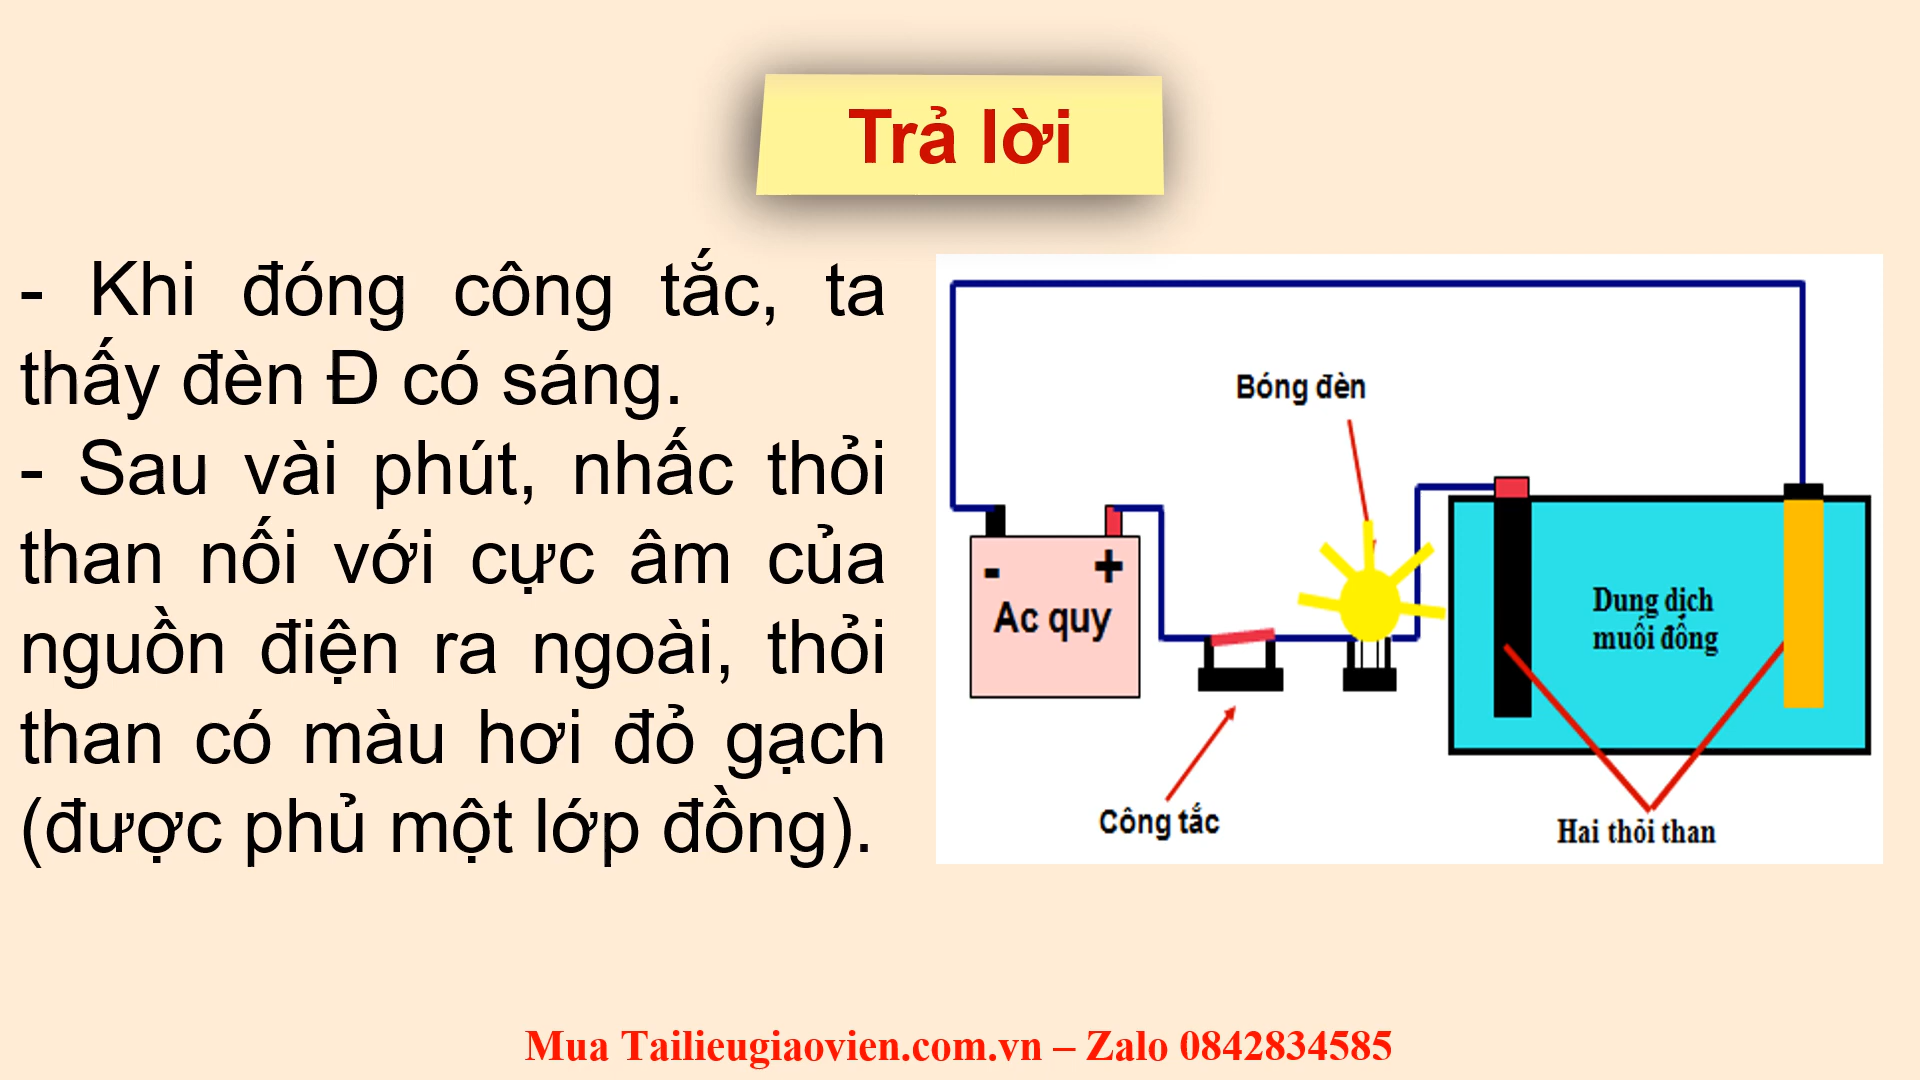 Trả lời
- Khi đóng công tắc, ta
thấy đèn Đ có sáng.
- Sau vài phút, nhấc thỏi
than nối với cực âm của
nguồn điện ra ngoài, thỏi
than có màu hơi đỏ gạch
(được phủ một lớp đồng).
Bóng đèn
- +
Ac quy
Dung dịch
muối đồng
Công tắc
Hai thỏi than
Mua Tailieugiaovien.com.vn – Zalo 0842834585